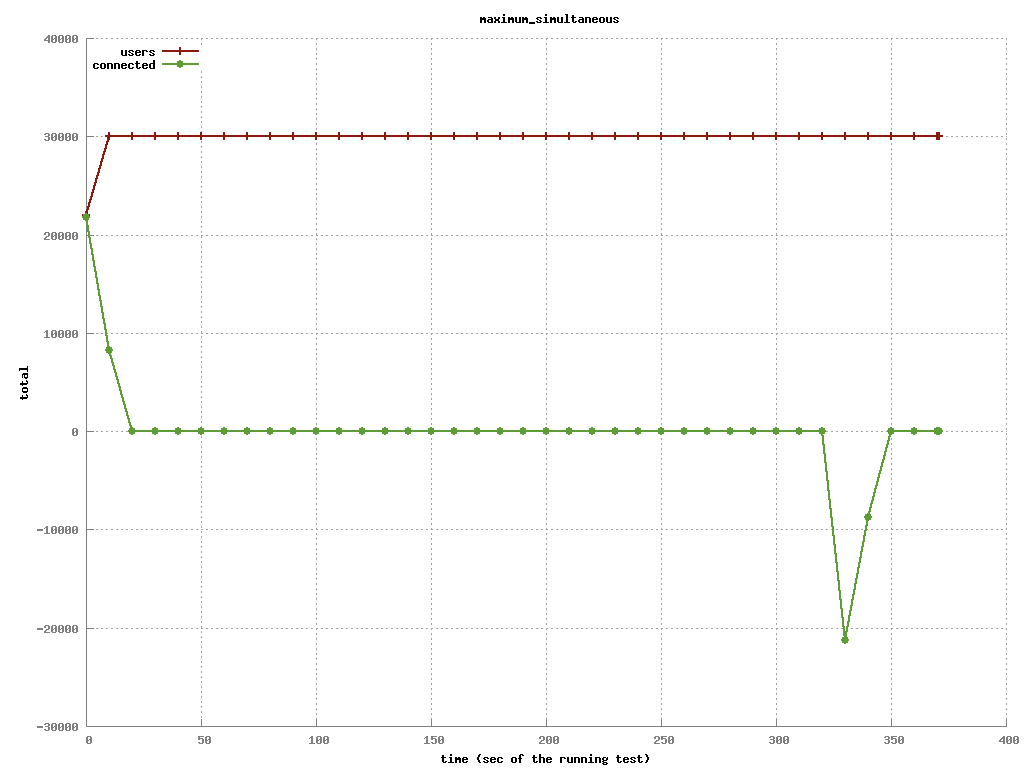 maximum_simultaneous
40000
users
connected
30000
20000
10000
total
0
-10000
-20000
-30000
0 50 100 150 200 250 300 350 400
time (sec of the running test)